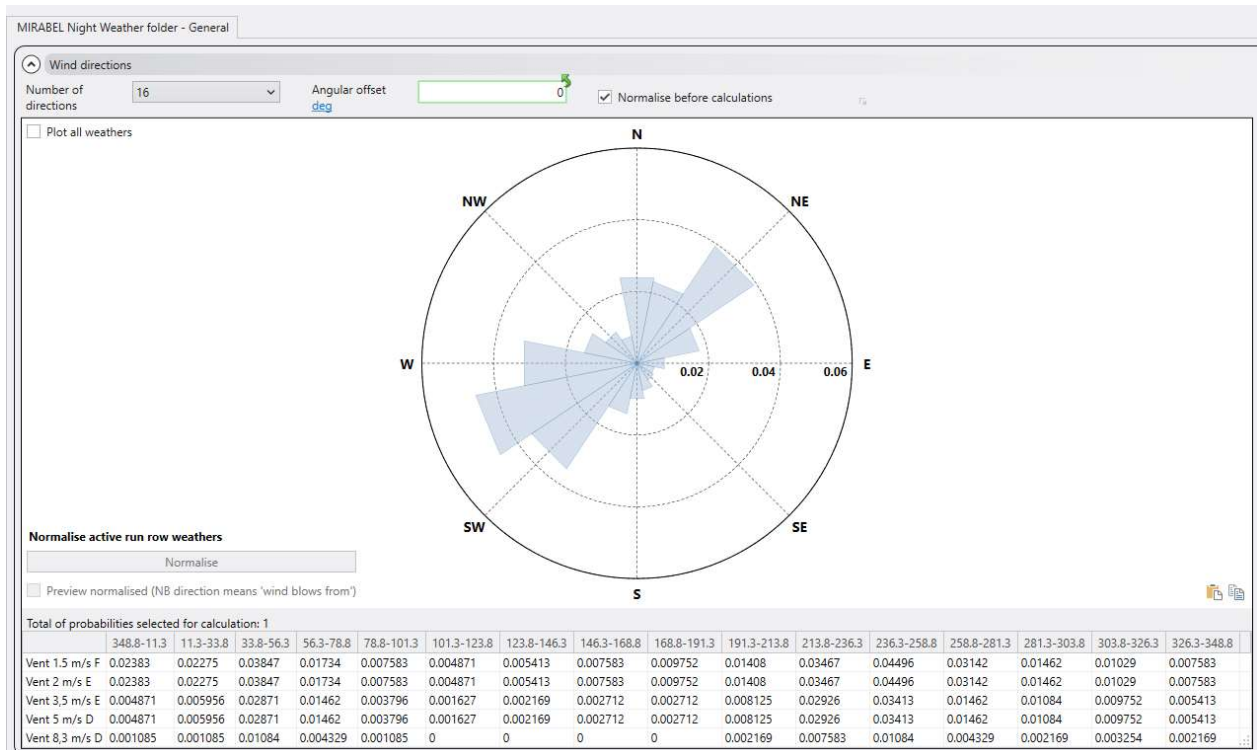 MIRABEL Night Weather folder - General
Wind directions
Number of directions 16 Angular offset deg 0 Normalise before calculations
Plot all weathers
N
NW NE
W 0.02 0.04 0.06 E
SW SE
S
Normalise active run row weathers
Normalise
Preview normalised (NB direction means 'wind blows from')
Total of probabilities selected for calculation: 1
348.8-11.3 11.3-33.8 33.8-56.3 56.3-78.8 78.8-101.3 101.3-123.8 123.8-146.3 146.3-168.8 168.8-191.3 191.3-213.8 213.8-236.3 236.3-258.8 258.8-281.3 281.3-303.8 303.8-326.3 326.3-348.8
Vent 1.5 m/s F 0.02383 0.02275 0.03847 0.01734 0.007583 0.004871 0.005413 0.007583 0.009752 0.01408 0.03467 0.04496 0.03142 0.01462 0.01029 0.007583
Vent 2 m/s E 0.02383 0.02275 0.03847 0.01734 0.007583 0.004871 0.005413 0.007583 0.009752 0.01408 0.03467 0.04496 0.03142 0.01462 0.01029 0.007583
Vent 3,5 m/s E 0.004871 0.005956 0.02871 0.01462 0.003796 0.001627 0.002169 0.002712 0.002712 0.008125 0.02926 0.03413 0.01462 0.01084 0.009752 0.005413
Vent 5 m/s D 0.004871 0.005956 0.02871 0.01462 0.003796 0.001627 0.002169 0.002712 0.002712 0.008125 0.02926 0.03413 0.01462 0.01084 0.009752 0.005413
Vent 8,3 m/s D 0.001085 0.001085 0.01084 0.004329 0.001085 0 0 0 0 0.002169 0.007583 0.01084 0.004329 0.002169 0.003254 0.002169